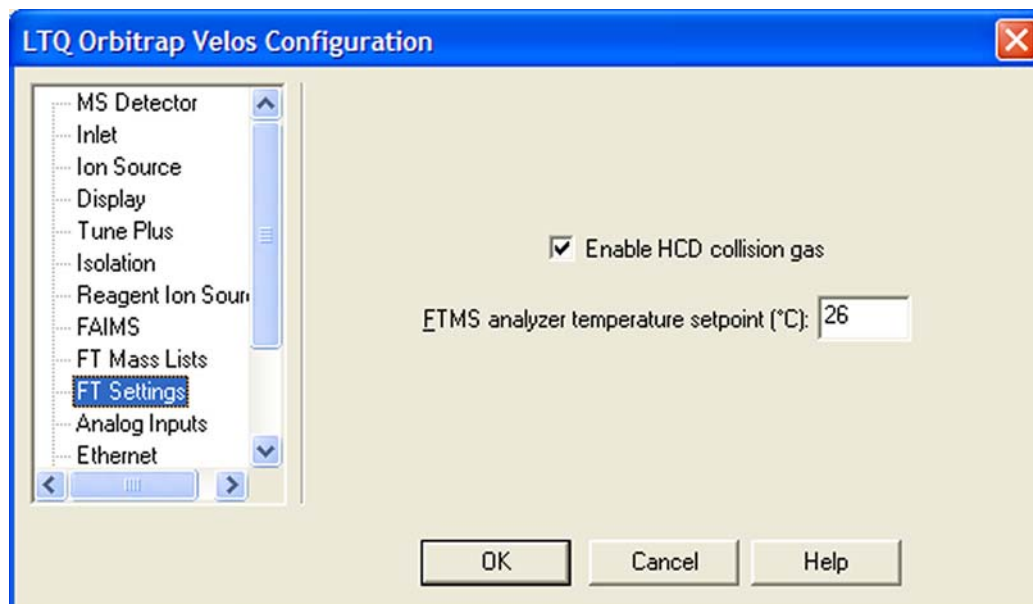 LTQ Orbitrap Velos Configuration
MS Detector
Inlet
Ion Source
Display
Tune Plus
Isolation
Reagent Ion Sour
FAIMS
FT Mass Lists
FT Settings
Analog Inputs
Ethernet
Enable HCD collision gas
FTMS analyzer temperature setpoint (°C): 26
OK Cancel Help